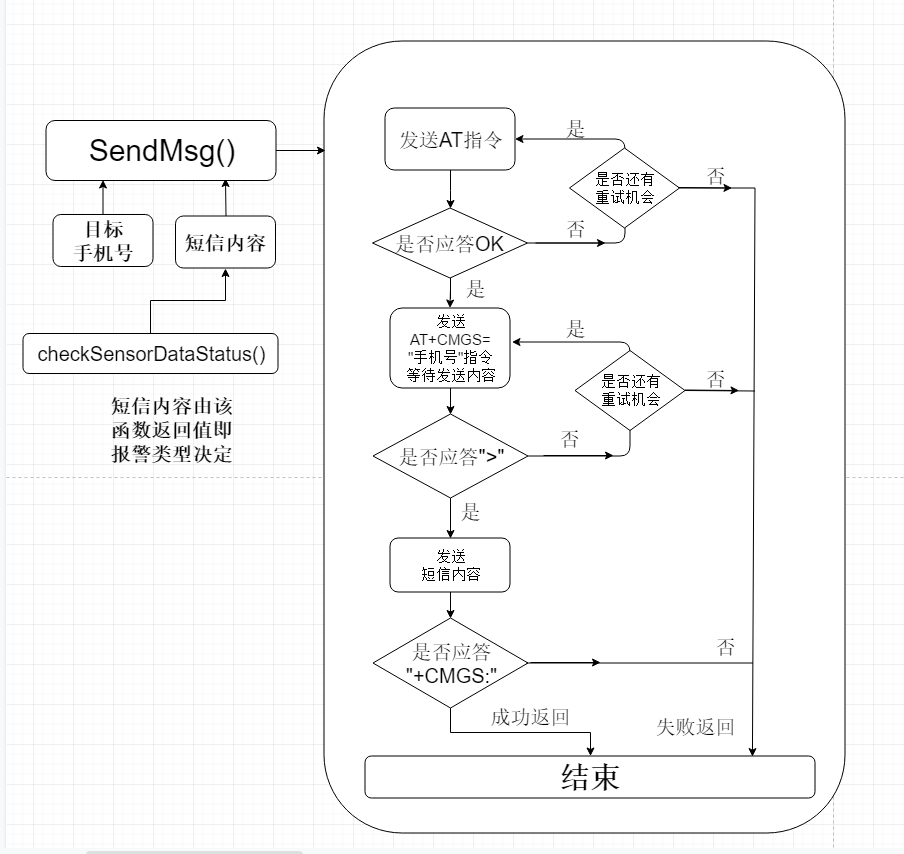 SendMsg()
目标
手机号
短信内容
checkSensorDataStatus()
短信内容由该
函数返回值即
报警类型决定
发送AT指令
是
是否还有
重试机会
否
是否应答OK
否
是
发送
AT+CMGS=
"手机号"指令
等待发送内容
是
是否还有
重试机会
否
是否应答">"
否
是
发送
短信内容
是否应答
"+CMGS:"
否
成功返回
失败返回
结束